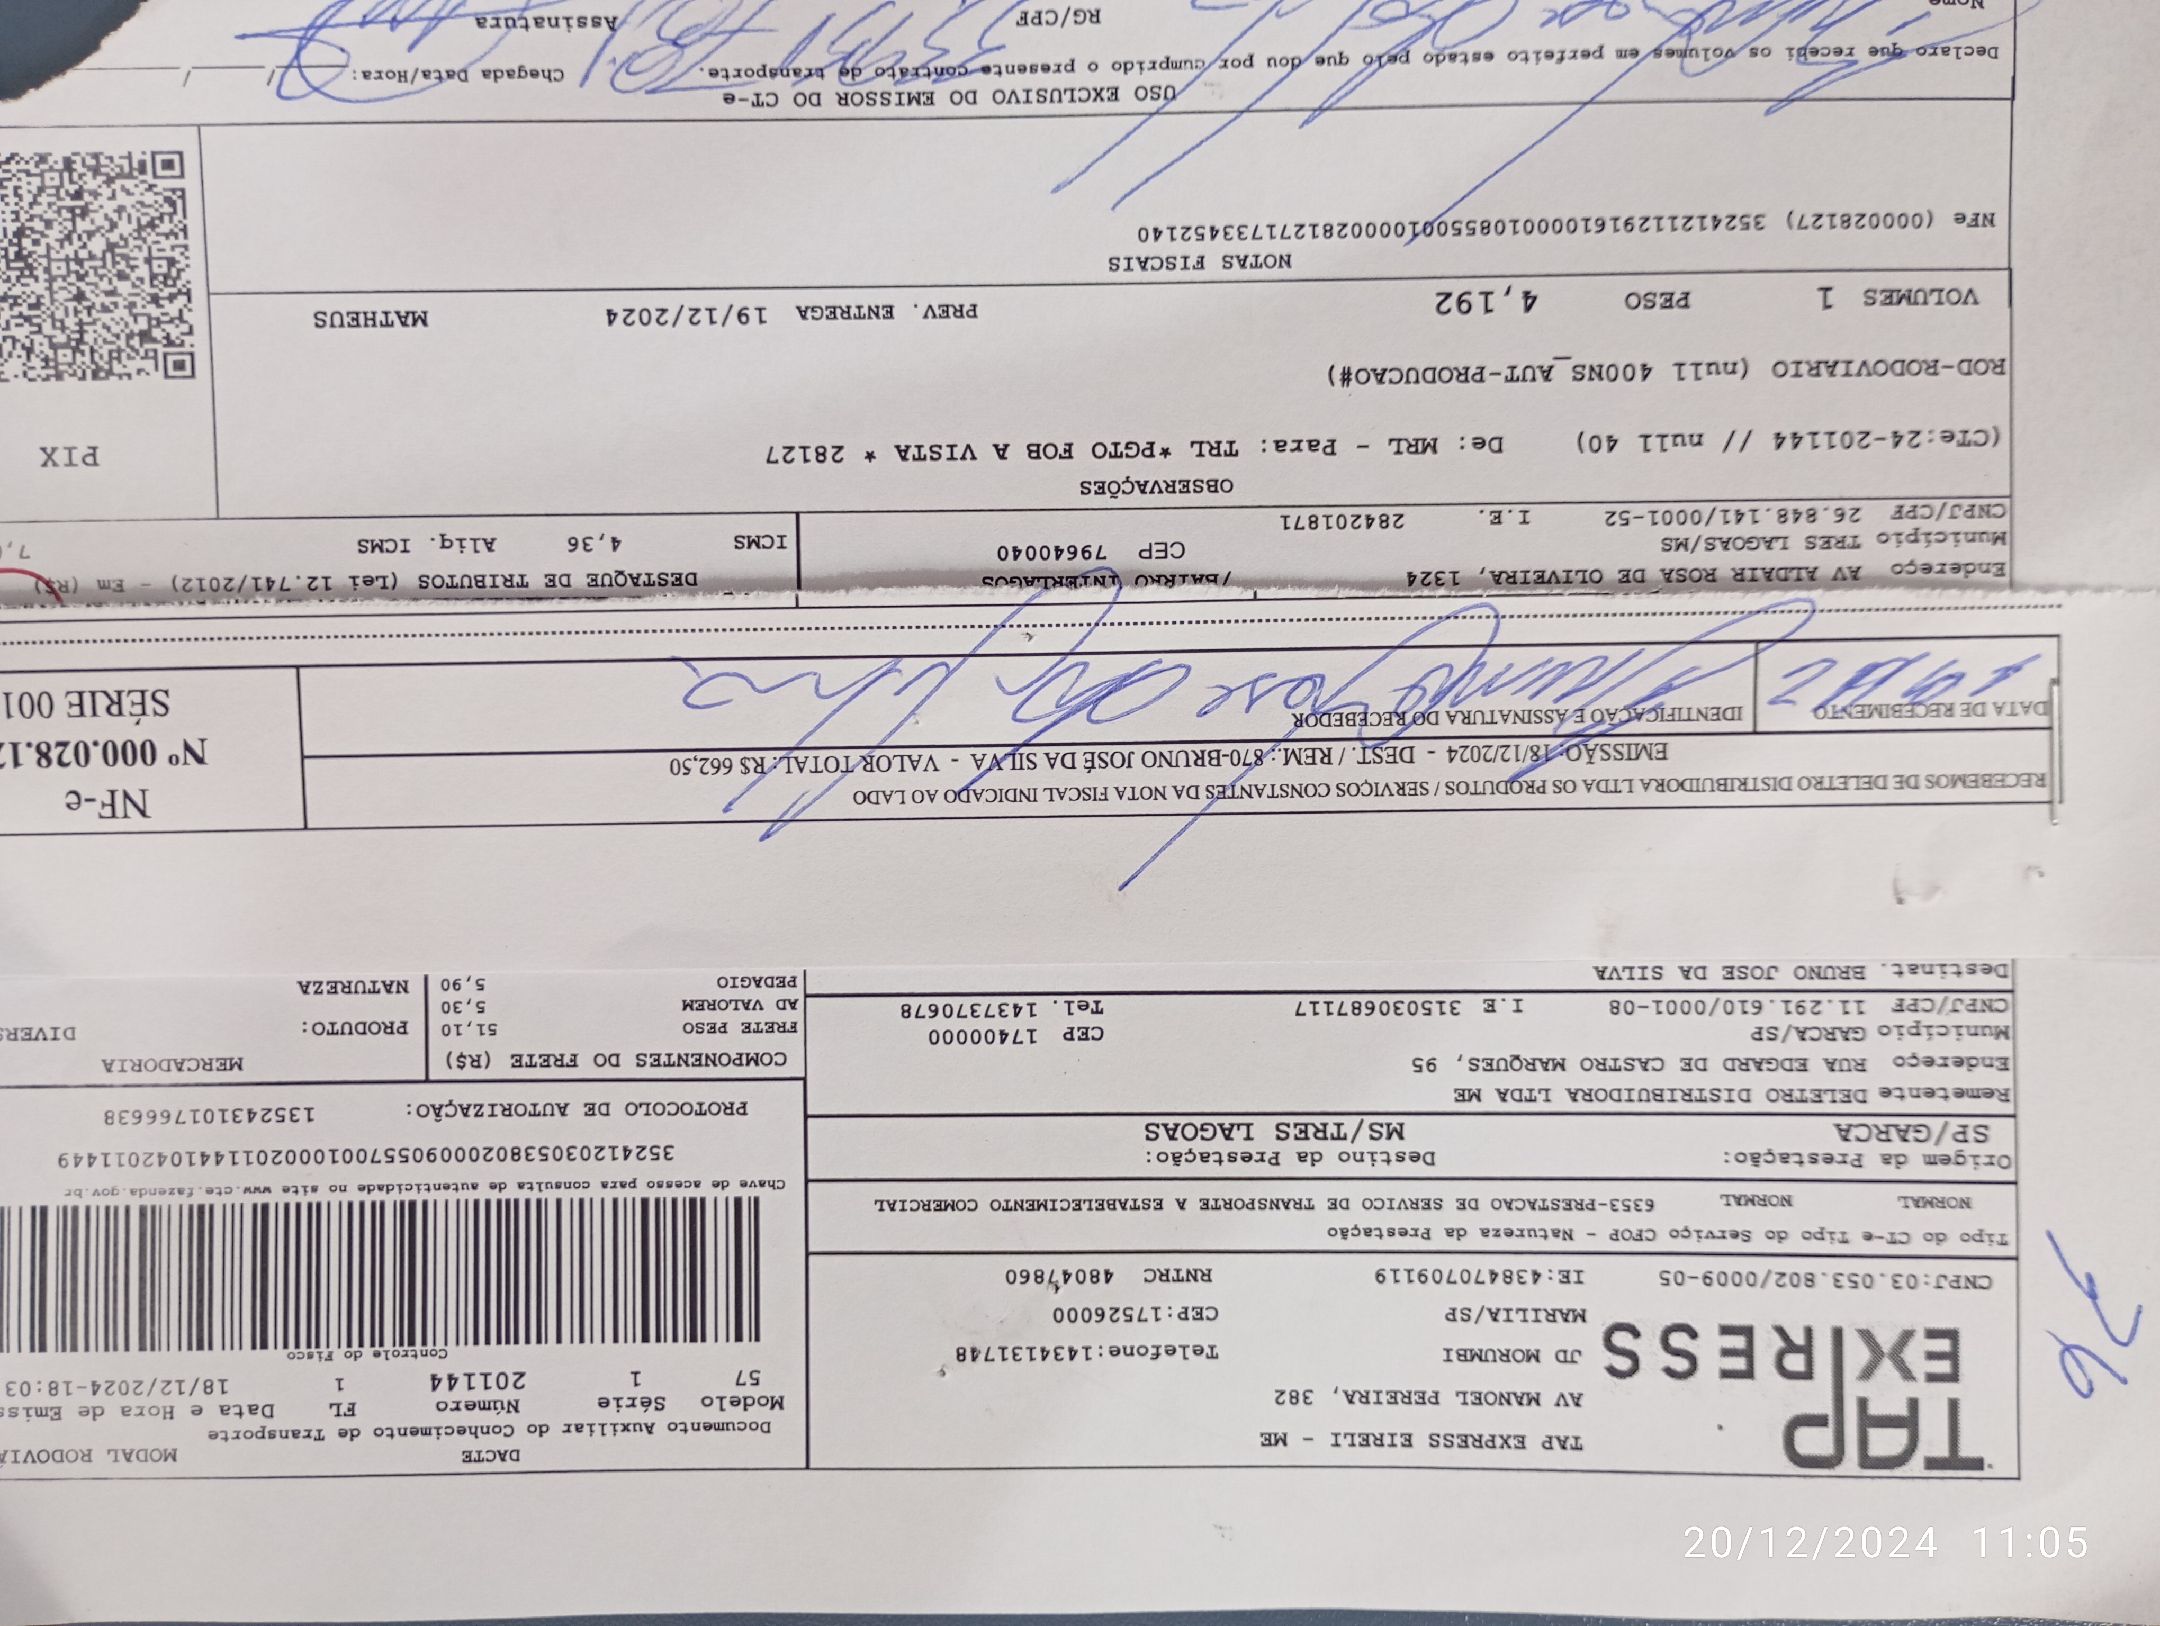 TAP
EXPRESS
TAP EXPRESS EIRELI - ME
AV MANOEL PEREIRA, 382
JD MORUMBI Telefone:1434131748
MARILIA/SP CEP:17526000
CNPJ:03.053.802/0009-05 IE:438470709119 RNTRC 48047860
DACTE MODAL RODOVIÁ
Documento Auxiliar do Conhecimento de Transporte
Modelo Série Número FL Data e Hora de Emiss
57 1 201144 1 18/12/2024-18:03
Controle do Fisco
Tipo do CT-e Tipo do Serviço CFOP - Natureza da Prestação
NORMAL NORMAL 6353-PRESTACAO DE SERVICO DE TRANSPORTE A ESTABELECIMENTO COMERCIAL
Chave de acesso para consulta de autenticidade no site www.cte.fazenda.gov.br
35241203053802000905570010002011441042011449
Origem da Prestação: Destino da Prestação:
SP/GARCA MS/TRES LAGOAS
PROTOCOLO DE AUTORIZAÇÃO: 135243101766638
Remetente DELETRO DISTRIBUIDORA LTDA ME
Endereço RUA EDGARD DE CASTRO MARQUES, 95
Município GARCA/SP CEP 17400000
CNPJ/CPF 11.291.610/0001-08 I.E 315030687117 Tel. 1437370678
Destinat. BRUNO JOSE DA SILVA
COMPONENTES DO FRETE (R$) MERCADORIA
FRETE PESO 51,10 PRODUTO: DIVERS
AD VALOREM 5,30
PEDAGIO 5,90 NATUREZA
RECEBEMOS DE DELETRO DISTRIBUIDORA LTDA OS PRODUTOS / SERVIÇOS CONSTANTES DA NOTA FISCAL INDICADO AO LADO
EMISSÃO: 18/12/2024 - DEST. / REM.: 870-BRUNO JOSÉ DA SILVA - VALOR TOTAL: R$ 662,50
DATA DE RECEBIMENTO IDENTIFICAÇÃO E ASSINATURA DO RECEBEDOR
NF-e
Nº 000.028.12
SÉRIE 001
Endereço AV ALDAIR ROSA DE OLIVEIRA, 1324 /BAIRRO INTERLAGOS
Município TRES LAGOAS/MS CEP 79640040
CNPJ/CPF 26.848.141/0001-52 I.E. 284201871
DESTAQUE DE TRIBUTOS (Lei 12.741/2012) - Em (R$)
ICMS 4,36 Aliq. ICMS
OBSERVAÇÕES
(CTe:24-201144 // null 40) De: MRL - Para: TRL *PGTO FOB A VISTA * 28127
ROD-RODOVIARIO (null 400NS_AUT-PRODUCAO#)
PIX
VOLUMES 1 PESO 4,192 PREV. ENTREGA 19/12/2024 MATHEUS
NOTAS FISCAIS
NFe (000028127) 35241211291610000108550010000281271733452140
USO EXCLUSIVO DO EMISSOR DO CT-e
Declaro que recebi os volumes em perfeito estado pelo que dou por cumprido o presente contrato de transporte. Chegada Data/Hora: / /
Nome RG/CPF Assinatura
20/12/2024 11:05